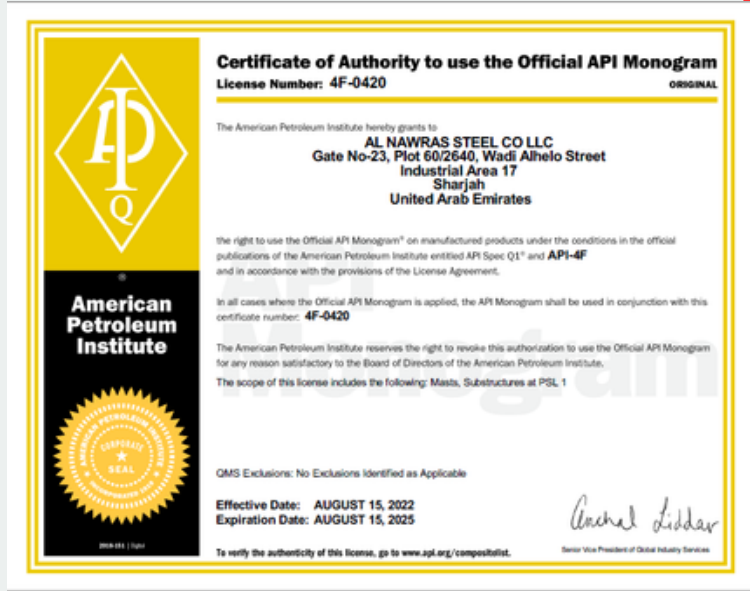 Certificate of Authority to use the Official API Monogram
License Number: 4F-0420
ORIGINAL
The American Petroleum Institute hereby grants to
AL NAWRAS STEEL CO LLC
Gate No-23, Plot 60/2640, Wadi Alhelo Street
Industrial Area 17
Sharjah
United Arab Emirates
the right to use the Official API Monogram® on manufactured products under the conditions in the official
publications of the American Petroleum Institute entitled API Spec Q1® and API-4F
and in accordance with the provisions of the License Agreement.
In all cases where the Official API Monogram is applied, the API Monogram shall be used in conjunction with this
certificate number: 4F-0420
The American Petroleum Institute reserves the right to revoke this authorization to use the Official API Monogram
for any reason satisfactory to the Board of Directors of the American Petroleum Institute.
The scope of this license includes the following: Masts, Substructures at PSL 1
QMS Exclusions: No Exclusions Identified as Applicable
Effective Date: AUGUST 15, 2022
Expiration Date: AUGUST 15, 2025
To verify the authenticity of this license, go to www.api.org/compositelist.
Anchal Liddar
Senior Vice President of Global Industry Services
API
Q
®
American
Petroleum
Institute
AMERICAN PETROLEUM INSTITUTE
CORPORATE
SEAL
INCORPORATED 1919
API
Monogram